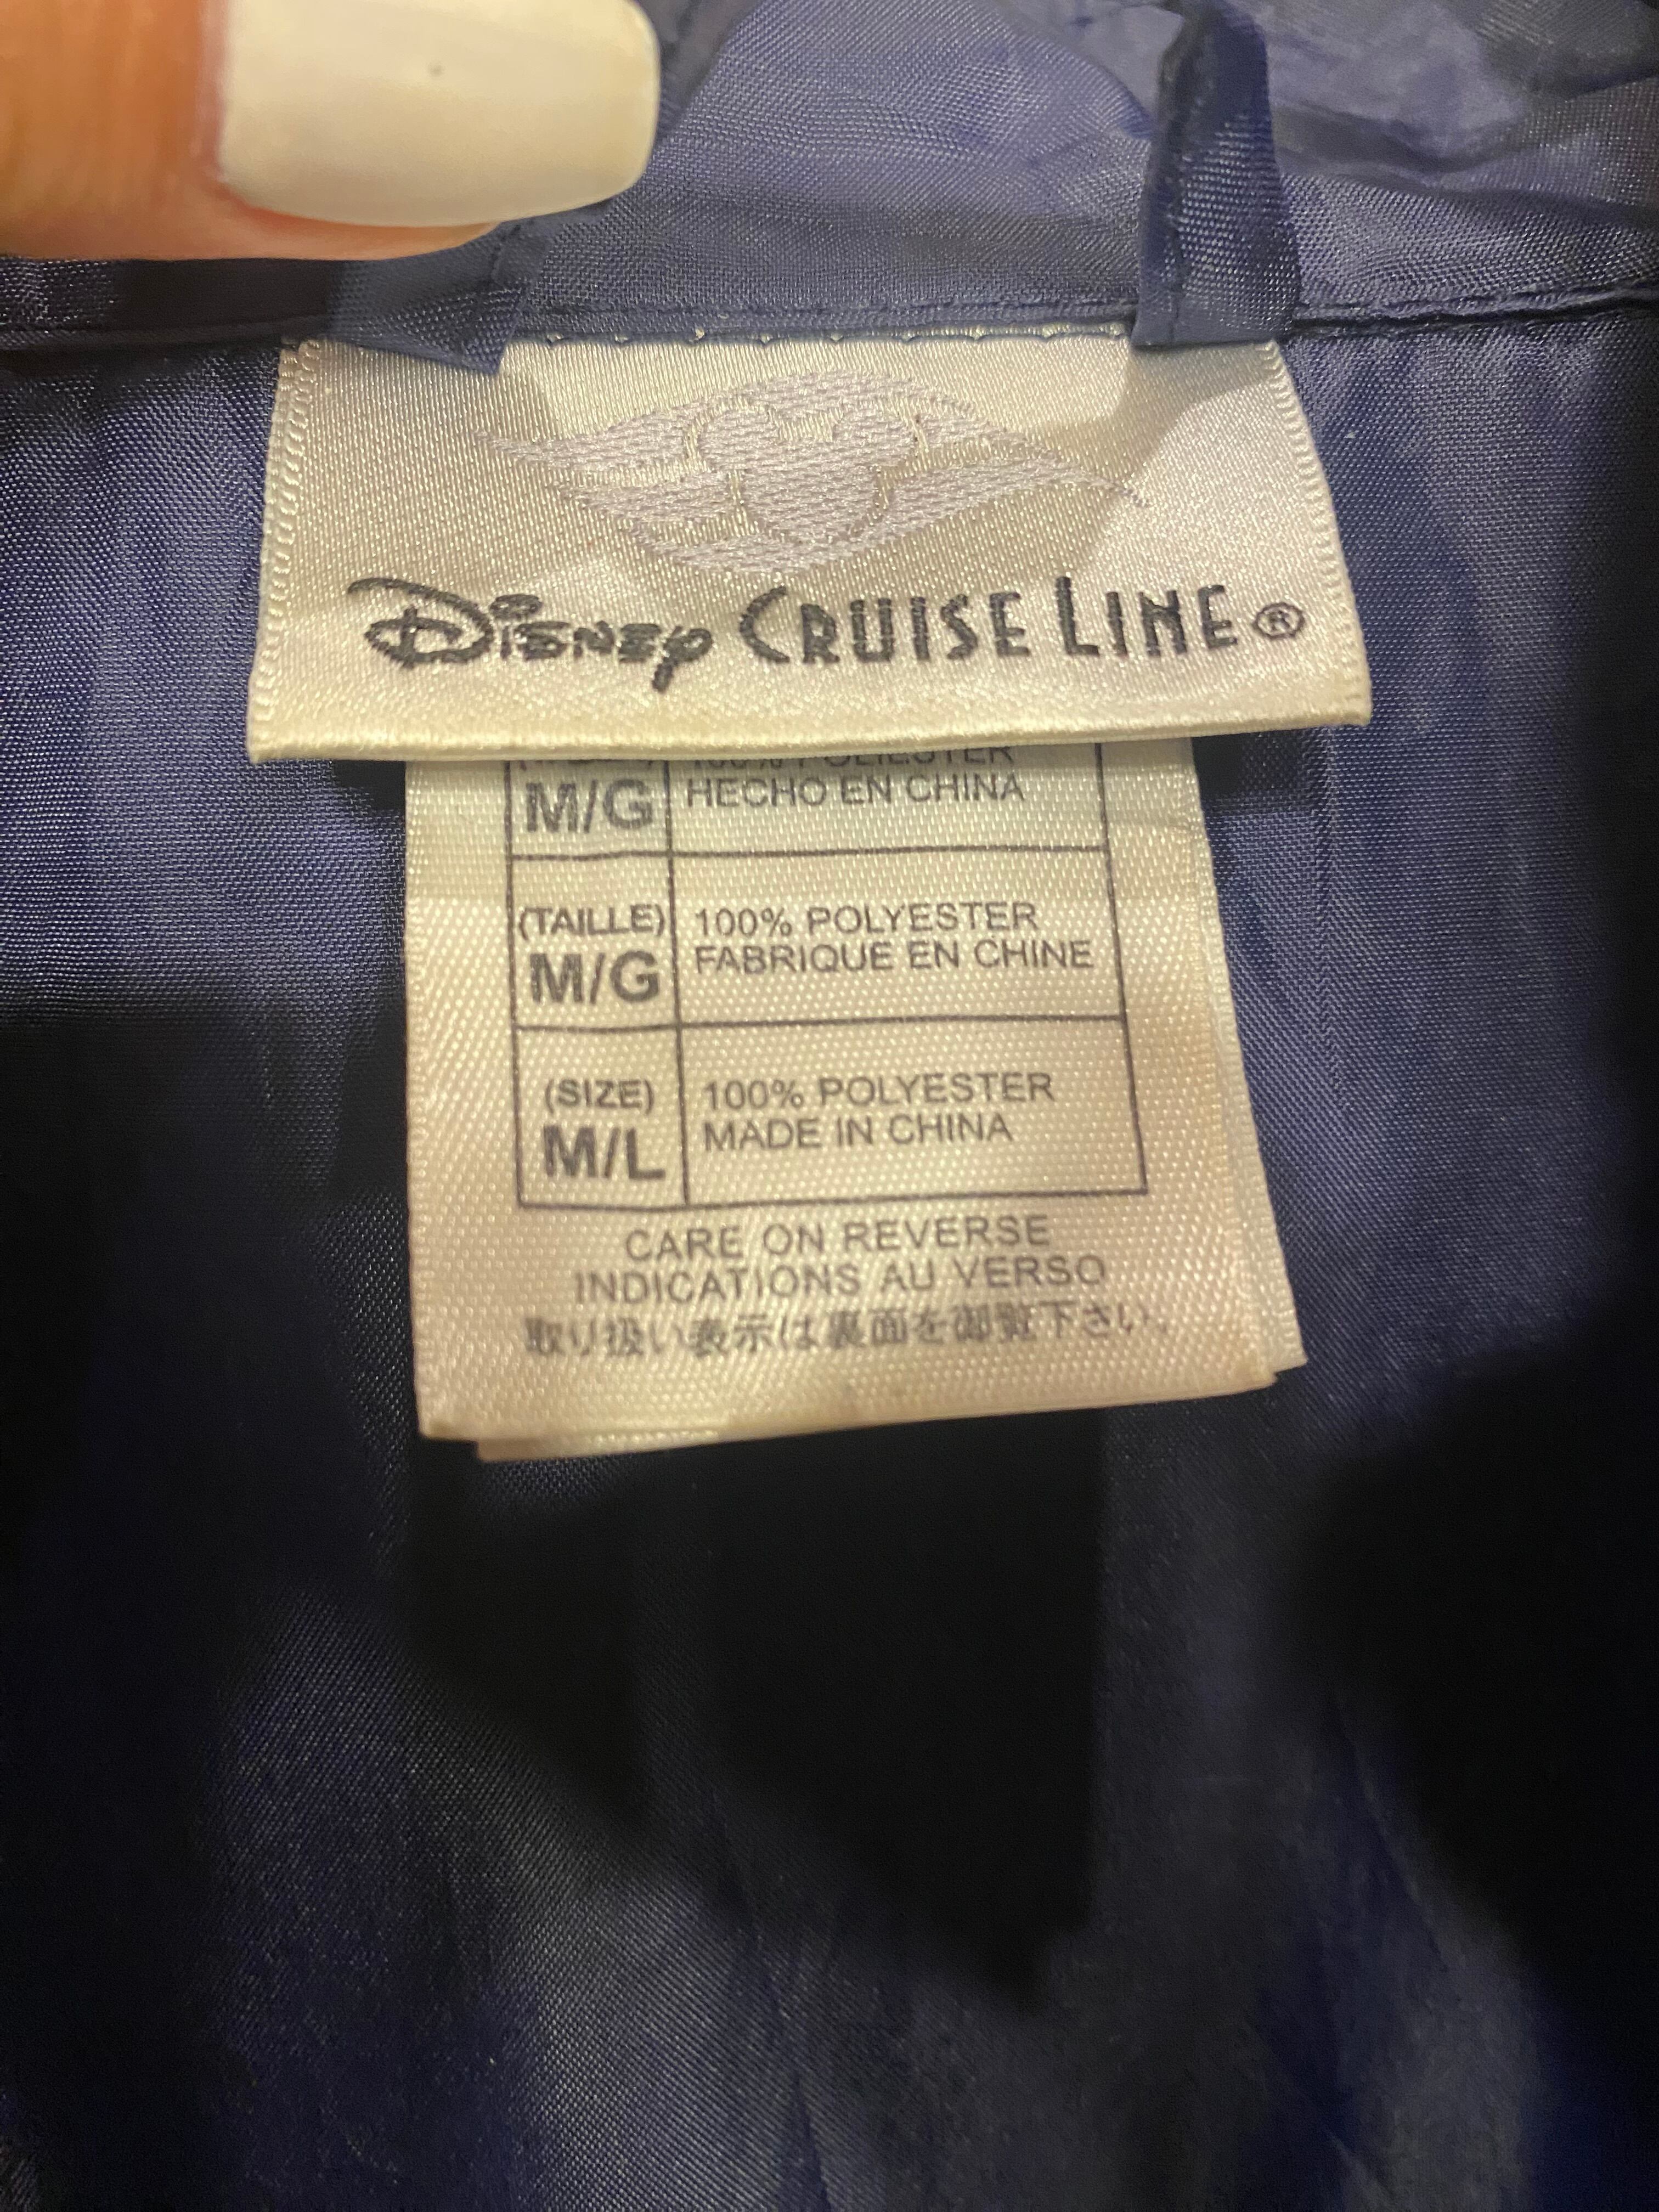 Disney CRUISE LINE®
M/G
HECHO EN CHINA
(TAILLE)
M/G
100% POLYESTER
FABRIQUE EN CHINE
(SIZE)
M/L
100% POLYESTER
MADE IN CHINA
CARE ON REVERSE
INDICATIONS AU VERSO
取り扱い表示は裏面を御覧下さい。